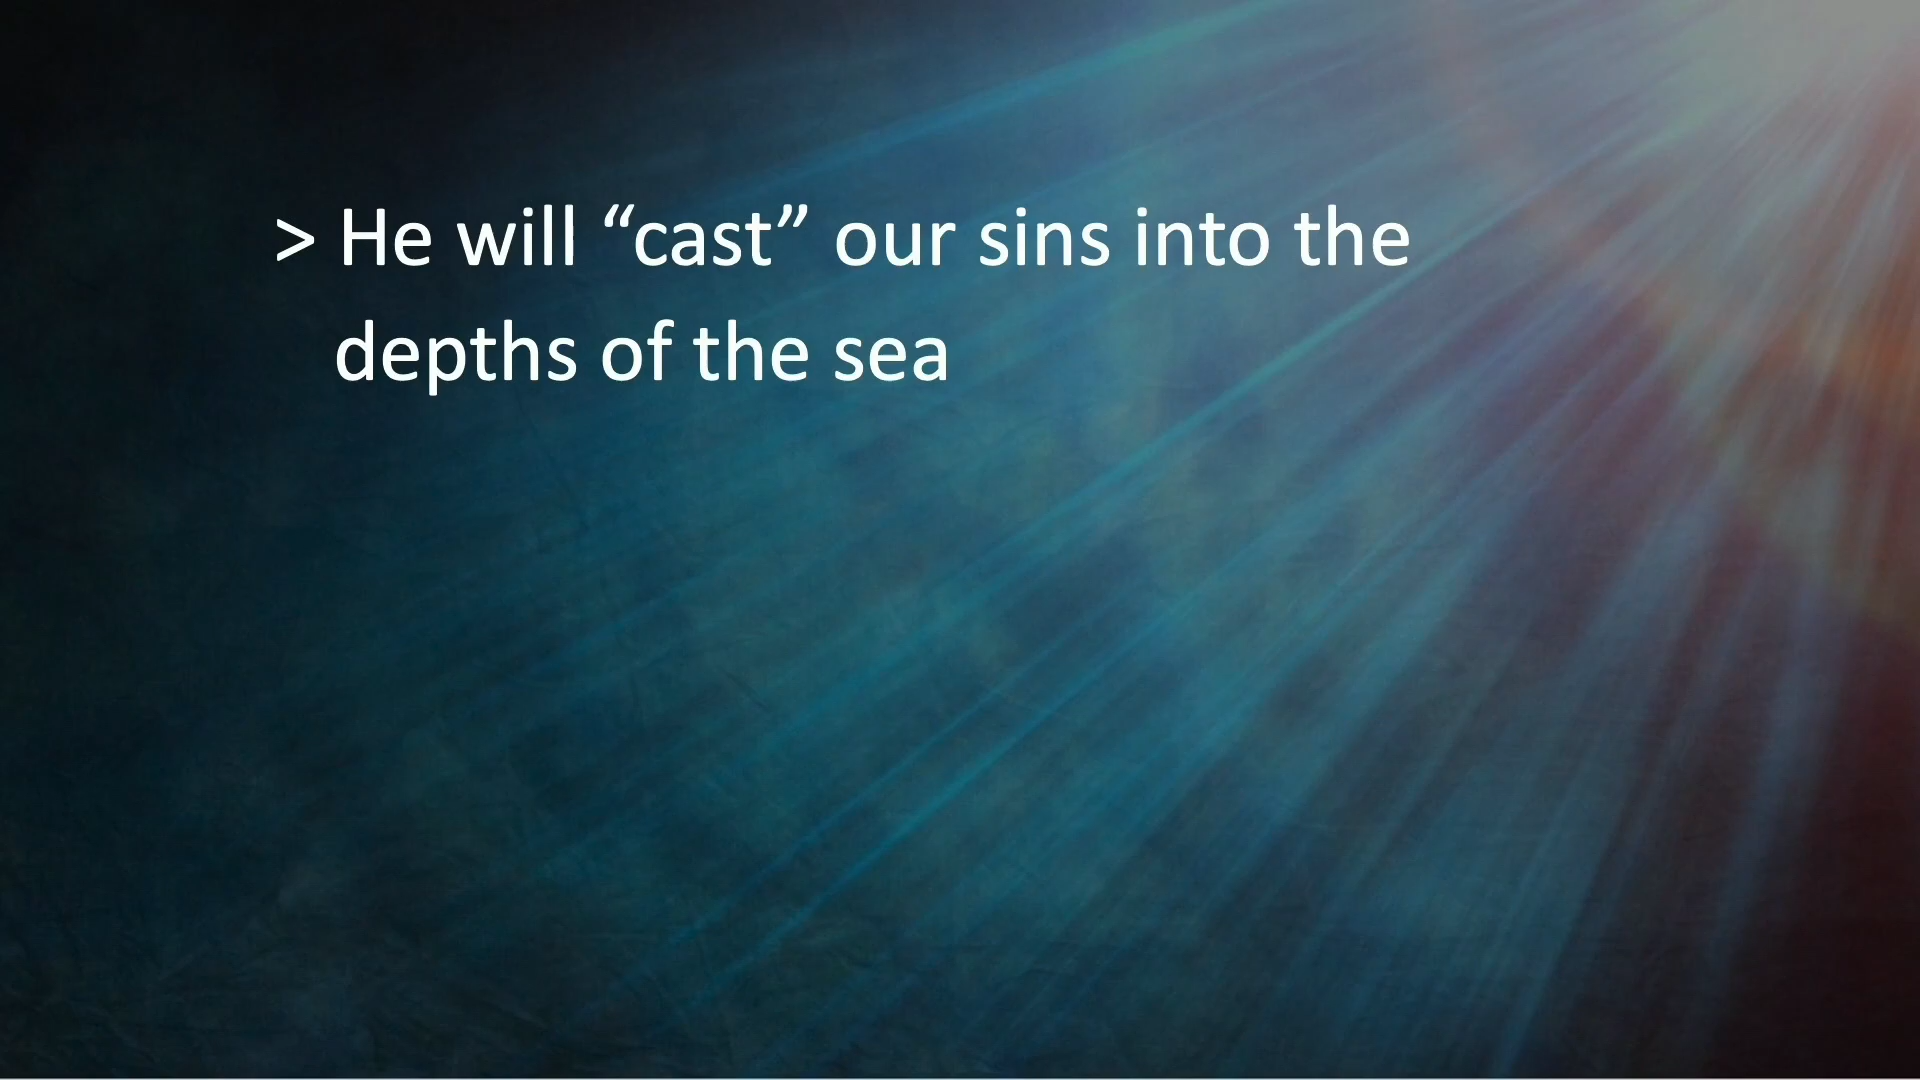 > He will “cast” our sins into the
depths of the sea